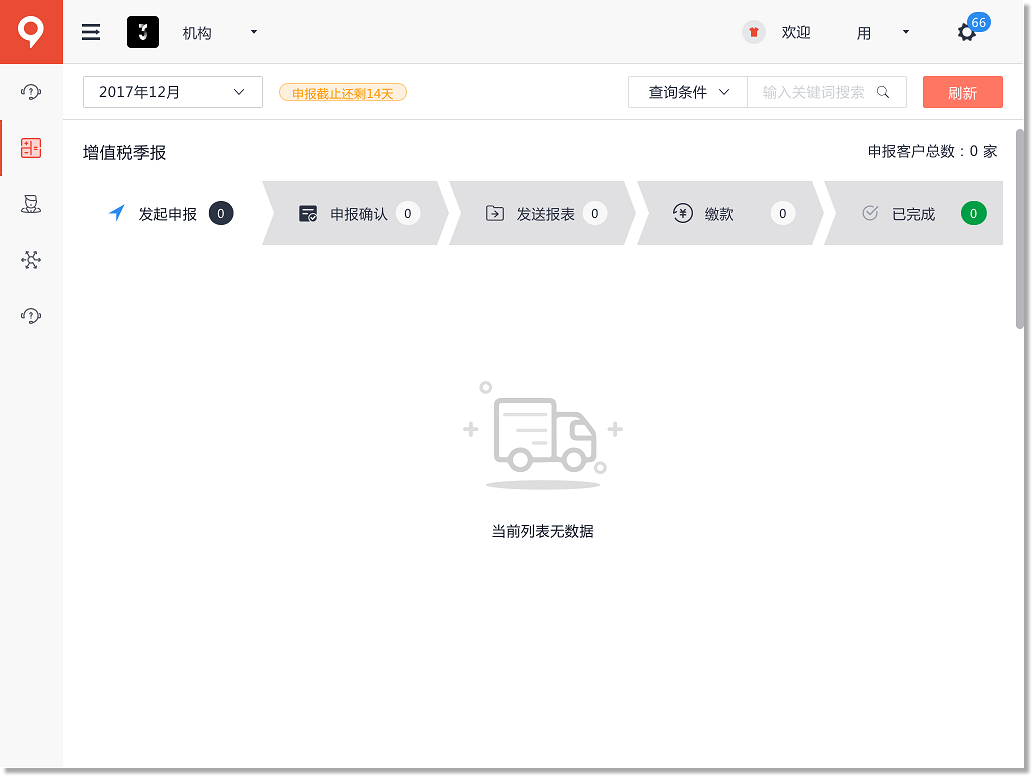 机构 欢迎 用 66
2017年12月 申报截止还剩14天 查询条件 输入关键词搜索 刷新
增值税季报 申报客户总数：0 家
发起申报 0 申报确认 0 发送报表 0 缴款 0 已完成 0
当前列表无数据